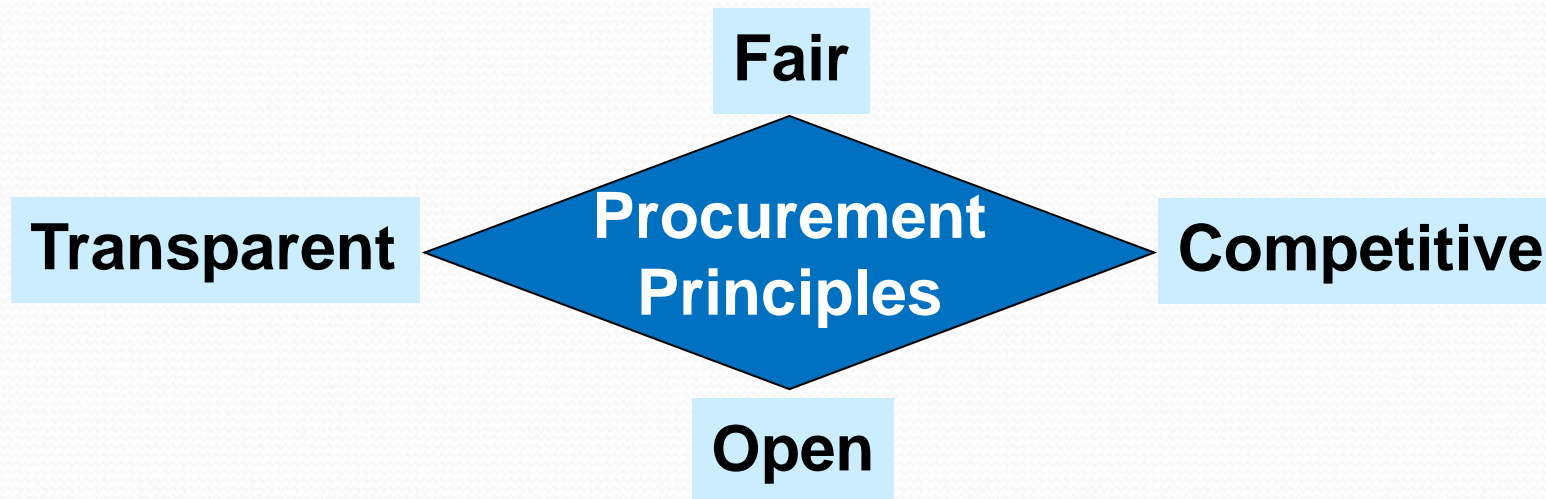 Fair
Transparent
Procurement
Principles
Competitive
Open